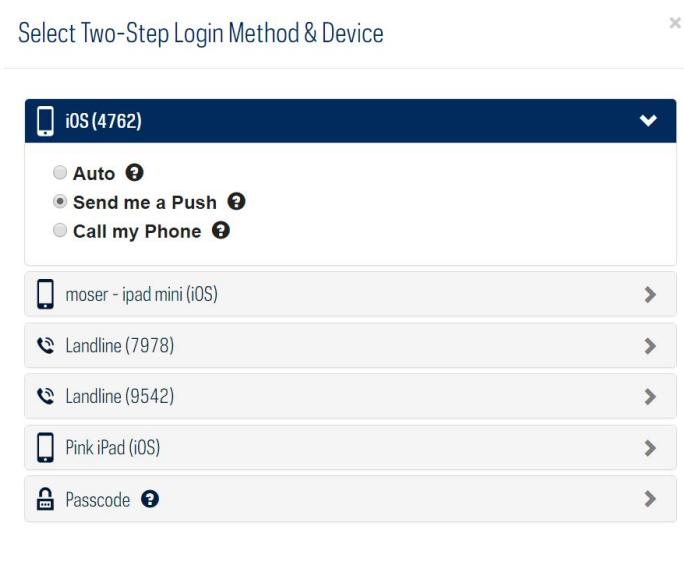 Select Two-Step Login Method & Device
×
iOS (4762)
Auto ?
Send me a Push ?
Call my Phone ?
moser - ipad mini (iOS)
Landline (7978)
Landline (9542)
Pink iPad (iOS)
Passcode ?